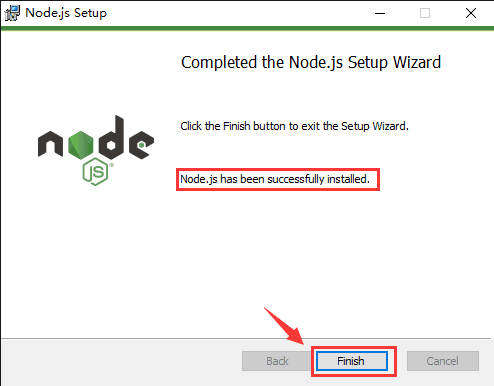 Node.js Setup
Completed the Node.js Setup Wizard
Click the Finish button to exit the Setup Wizard.
node
JS
Node.js has been successfully installed.
Back
Finish
Cancel